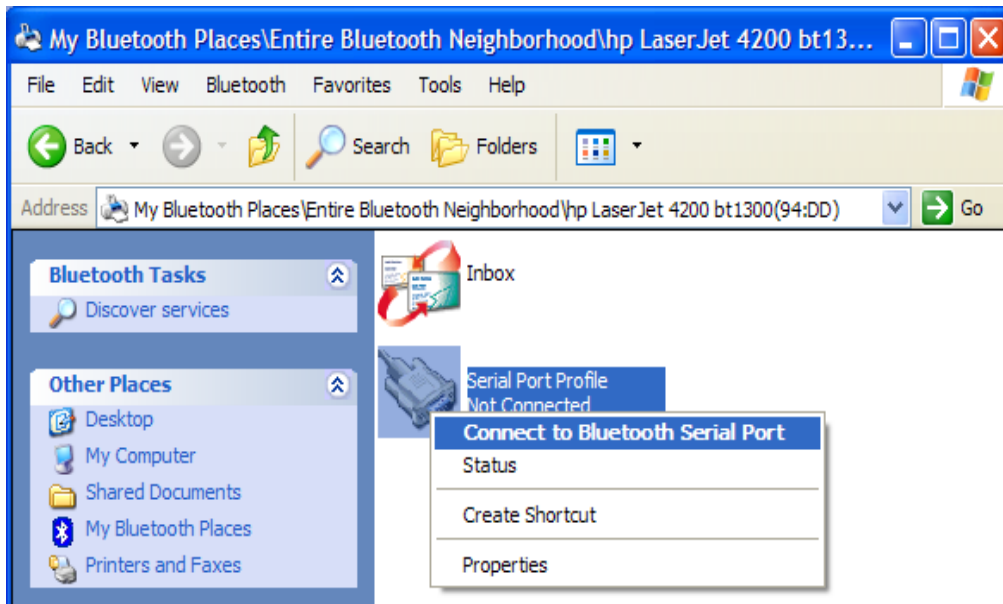 My Bluetooth Places\Entire Bluetooth Neighborhood\hp LaserJet 4200 bt13...
File Edit View Bluetooth Favorites Tools Help
Back Search Folders
Address My Bluetooth Places\Entire Bluetooth Neighborhood\hp LaserJet 4200 bt1300(94:DD) Go
Bluetooth Tasks
Discover services
Other Places
Desktop
My Computer
Shared Documents
My Bluetooth Places
Printers and Faxes
Inbox
Serial Port Profile
Not Connected
Connect to Bluetooth Serial Port
Status
Create Shortcut
Properties